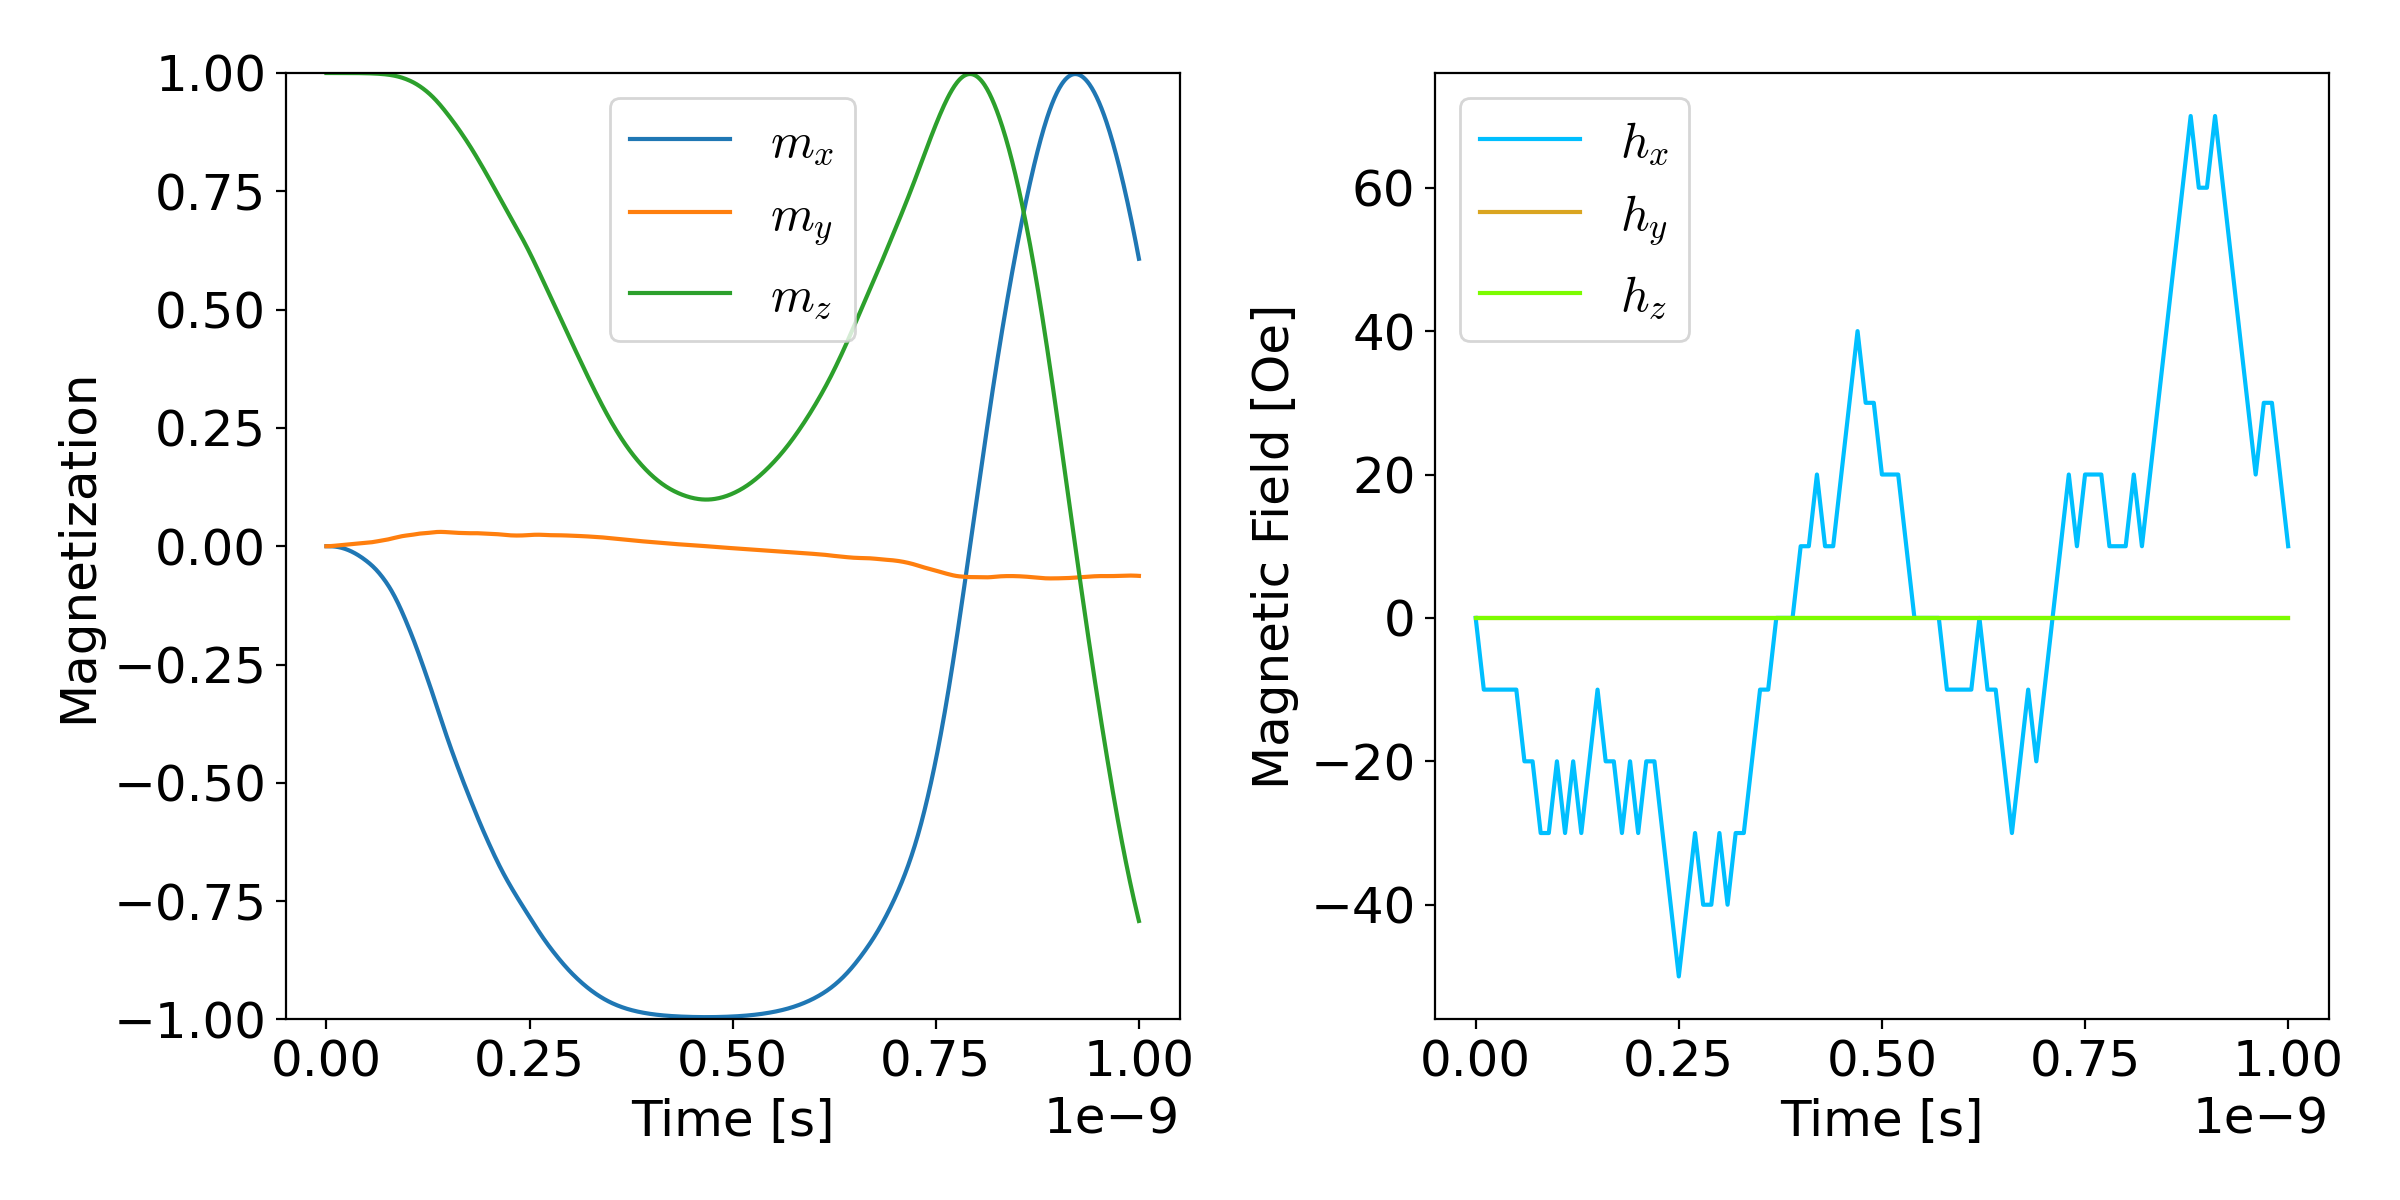 Magnetization
1.00
0.75
0.50
0.25
0.00
−0.25
−0.50
−0.75
−1.00
m_x
m_y
m_z
0.00 0.25 0.50 0.75 1.00
Time [s]
1e−9
Magnetic Field [Oe]
60
40
20
0
−20
−40
h_x
h_y
h_z
0.00 0.25 0.50 0.75 1.00
Time [s]
1e−9